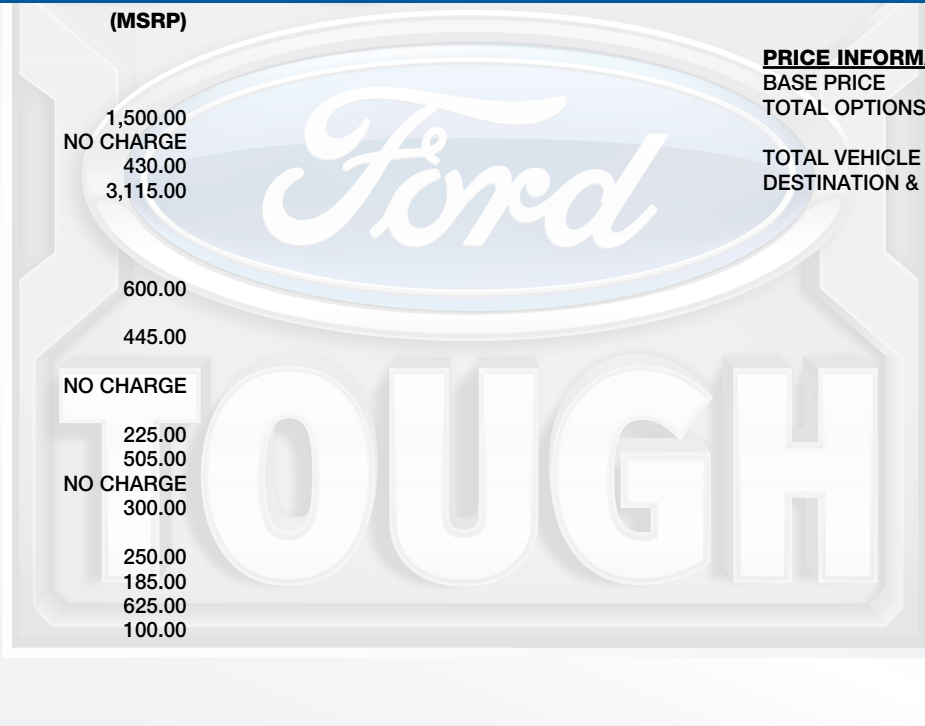 (MSRP)
1,500.00
NO CHARGE
430.00
3,115.00
600.00
445.00
NO CHARGE
225.00
505.00
NO CHARGE
300.00
250.00
185.00
625.00
100.00
PRICE INFORMA
BASE PRICE
TOTAL OPTIONS
TOTAL VEHICLE
DESTINATION &
Ford
TOUGH